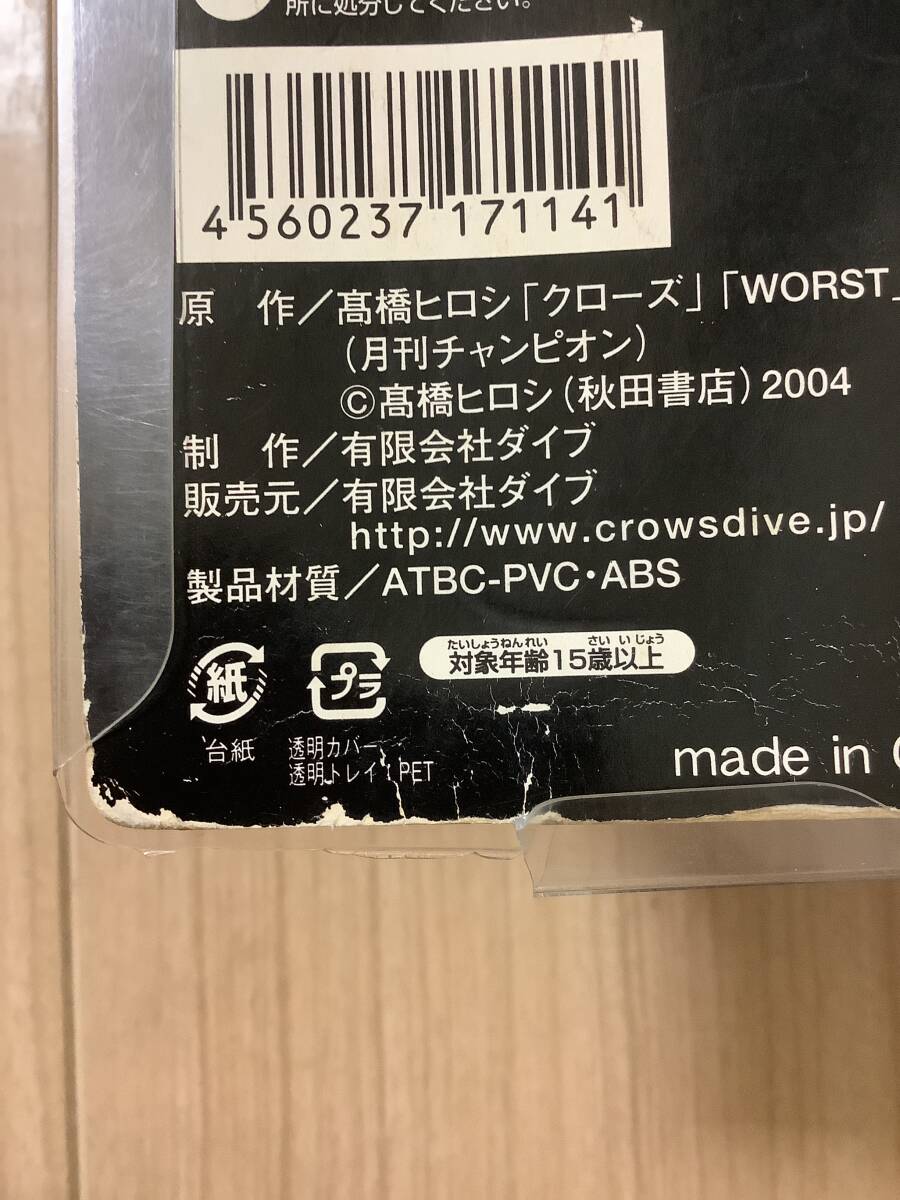 所に処分してください。
4 560237 171141
原 作／髙橋ヒロシ「クローズ」「WORST」
(月刊チャンピオン)
©髙橋ヒロシ(秋田書店)2004
制 作／有限会社ダイブ
販売元／有限会社ダイブ
http://www.crowsdive.jp/
製品材質／ATBC-PVC・ABS
たいしょうねんれい さい いじょう
対象年齢15歳以上
紙
プラ
台紙
透明カバー、
透明トレイ:PET
made in